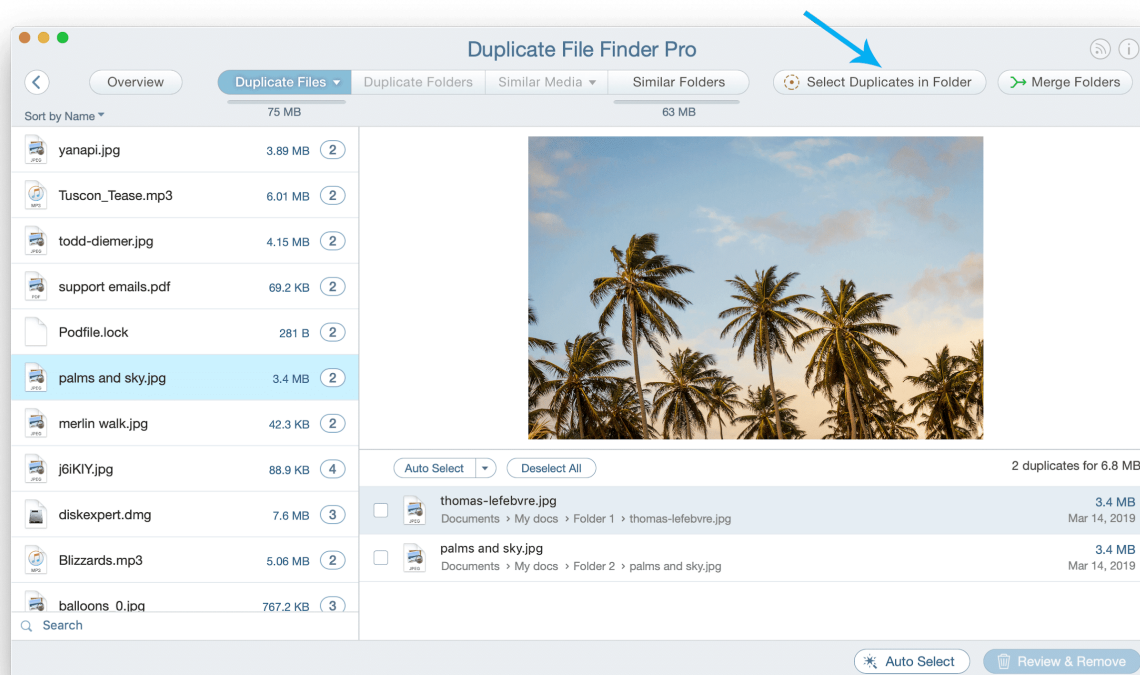 Duplicate File Finder Pro
Overview
Duplicate Files
Duplicate Folders
Similar Media
Similar Folders
Select Duplicates in Folder
Merge Folders
75 MB
63 MB
Sort by Name
yanapi.jpg 3.89 MB 2
Tuscon_Tease.mp3 6.01 MB 2
todd-diemer.jpg 4.15 MB 2
support emails.pdf 69.2 KB 2
Podfile.lock 281 B 2
palms and sky.jpg 3.4 MB 2
merlin walk.jpg 42.3 KB 2
j6iKIY.jpg 88.9 KB 4
diskexpert.dmg 7.6 MB 3
Blizzards.mp3 5.06 MB 2
balloons_0.jpg 767.2 KB 3
Search
Auto Select
Deselect All
2 duplicates for 6.8 MB
thomas-lefebvre.jpg 3.4 MB
Documents › My docs › Folder 1 › thomas-lefebvre.jpg Mar 14, 2019
palms and sky.jpg 3.4 MB
Documents › My docs › Folder 2 › palms and sky.jpg Mar 14, 2019
Auto Select
Review & Remove